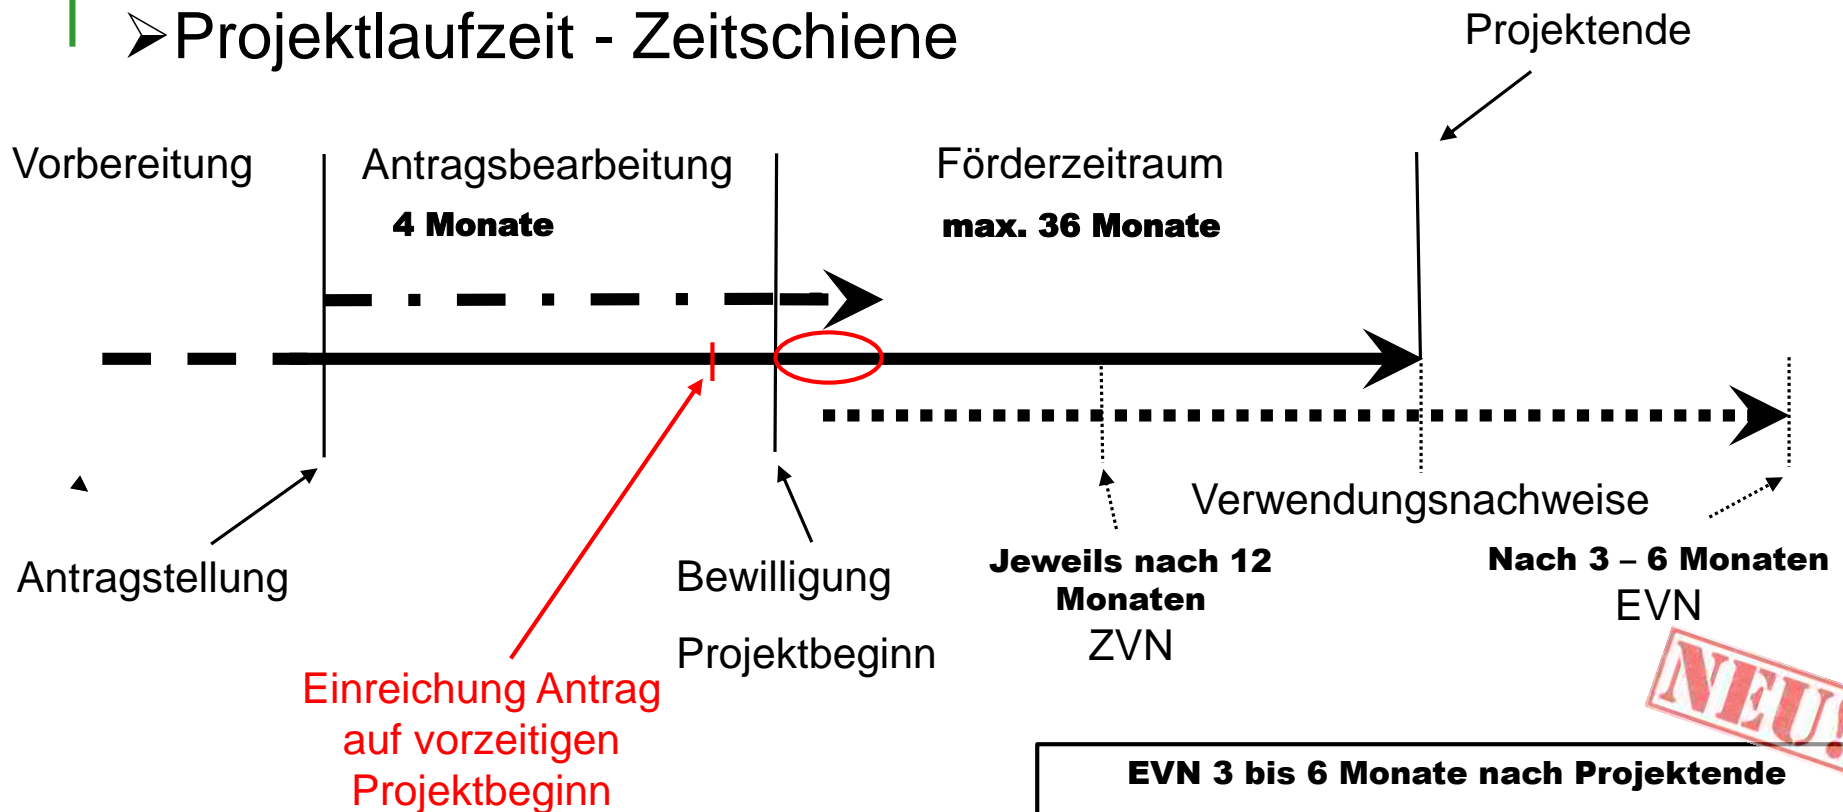 ➢Projektlaufzeit - Zeitschiene
Projektende
Vorbereitung
Antragsbearbeitung
4 Monate
Förderzeitraum
max. 36 Monate
Antragstellung
Einreichung Antrag
auf vorzeitigen
Projektbeginn
Bewilligung
Projektbeginn
Verwendungsnachweise
Jeweils nach 12
Monaten
ZVN
Nach 3 – 6 Monaten
EVN
NEU!
EVN 3 bis 6 Monate nach Projektende